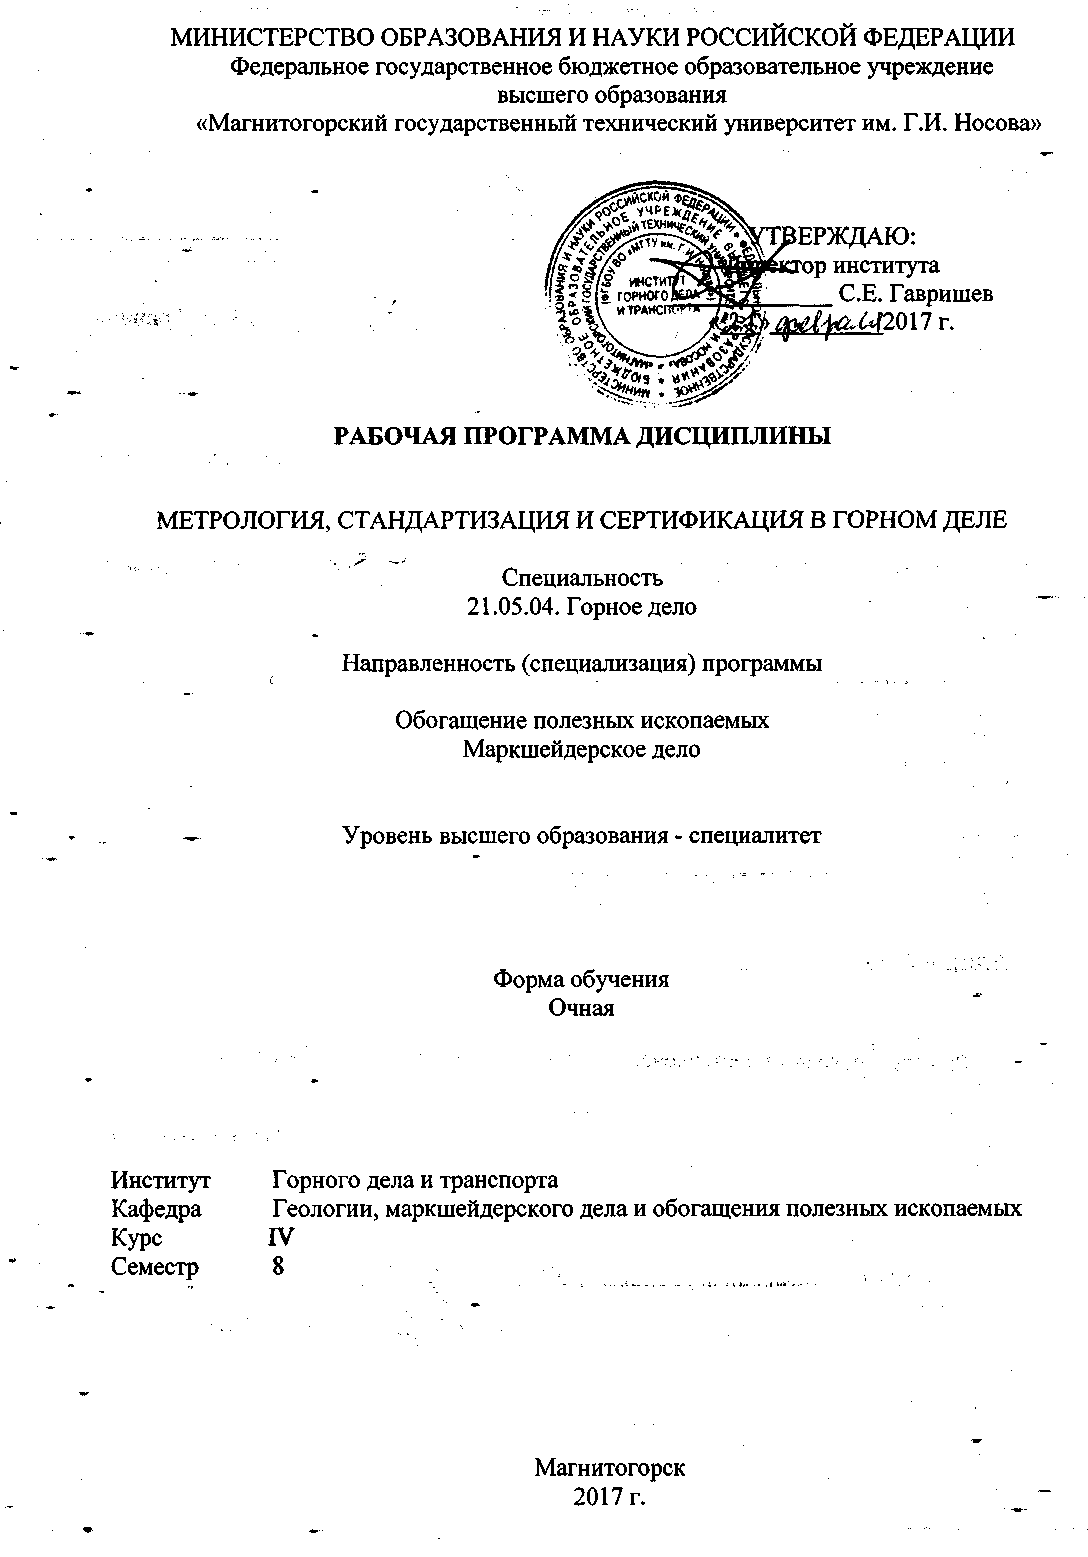 МИНИСТЕРСТВО ОБРАЗОВАНИЯ И НАУКИ РОССИЙСКОЙ ФЕДЕРАЦИИ
Федеральное государственное бюджетное образовательное учреждение
высшего образования
«Магнитогорский государственный технический университет им. Г.И. Носова»
УТВЕРЖДАЮ:
Директор института
С.Е. Гавришев
февраля 2017 г.
ИНСТИТУТ
ГОРНОГО ДЕЛА
И ТРАНСПОРТА
РАБОЧАЯ ПРОГРАММА ДИСЦИПЛИНЫ
МЕТРОЛОГИЯ, СТАНДАРТИЗАЦИЯ И СЕРТИФИКАЦИЯ В ГОРНОМ ДЕЛЕ
Специальность
21.05.04. Горное дело
Направленность (специализация) программы
Обогащение полезных ископаемых
Маркшейдерское дело
Уровень высшего образования - специалитет
Форма обучения
Очная
Институт Горного дела и транспорта
Кафедра Геологии, маркшейдерского дела и обогащения полезных ископаемых
Курс IV
Семестр 8
Магнитогорск
2017 г.